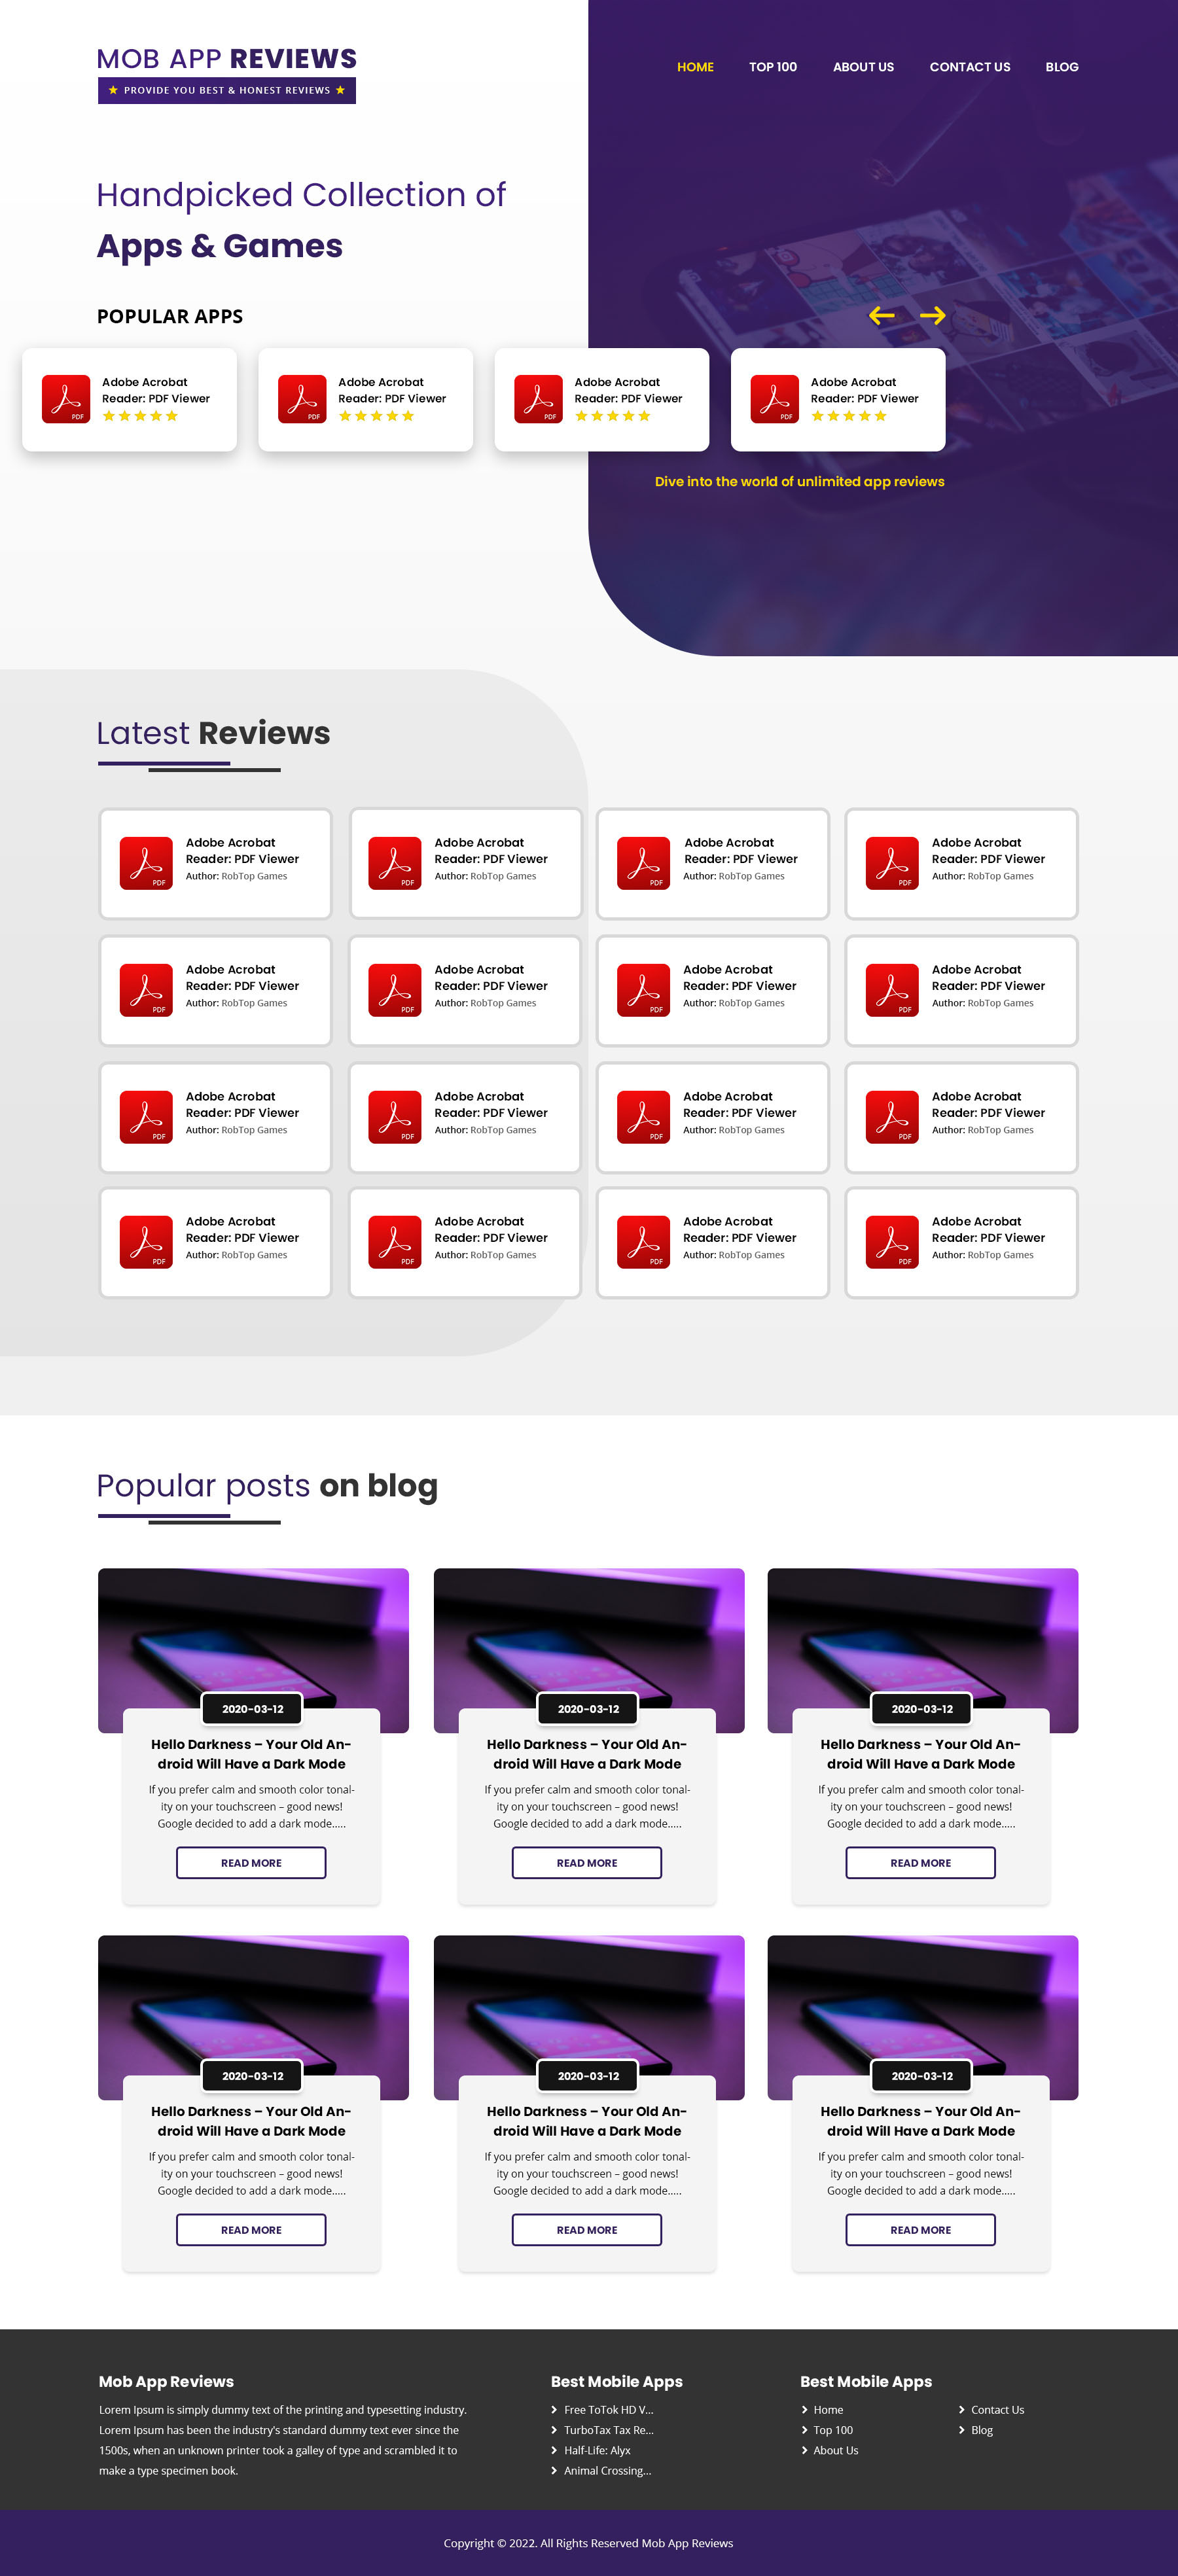 MOB APP REVIEWS
PROVIDE YOU BEST & HONEST REVIEWS
HOME TOP 100 ABOUT US CONTACT US BLOG
Handpicked Collection of
Apps & Games
POPULAR APPS
Adobe Acrobat
Reader: PDF Viewer
PDF
Adobe Acrobat
Reader: PDF Viewer
PDF
Adobe Acrobat
Reader: PDF Viewer
PDF
Adobe Acrobat
Reader: PDF Viewer
PDF
Dive into the world of unlimited app reviews
Latest Reviews
Adobe Acrobat
Reader: PDF Viewer
Author: RobTop Games
PDF
Adobe Acrobat
Reader: PDF Viewer
Author: RobTop Games
PDF
Adobe Acrobat
Reader: PDF Viewer
Author: RobTop Games
PDF
Adobe Acrobat
Reader: PDF Viewer
Author: RobTop Games
PDF
Adobe Acrobat
Reader: PDF Viewer
Author: RobTop Games
PDF
Adobe Acrobat
Reader: PDF Viewer
Author: RobTop Games
PDF
Adobe Acrobat
Reader: PDF Viewer
Author: RobTop Games
PDF
Adobe Acrobat
Reader: PDF Viewer
Author: RobTop Games
PDF
Adobe Acrobat
Reader: PDF Viewer
Author: RobTop Games
PDF
Adobe Acrobat
Reader: PDF Viewer
Author: RobTop Games
PDF
Adobe Acrobat
Reader: PDF Viewer
Author: RobTop Games
PDF
Adobe Acrobat
Reader: PDF Viewer
Author: RobTop Games
PDF
Adobe Acrobat
Reader: PDF Viewer
Author: RobTop Games
PDF
Adobe Acrobat
Reader: PDF Viewer
Author: RobTop Games
PDF
Adobe Acrobat
Reader: PDF Viewer
Author: RobTop Games
PDF
Adobe Acrobat
Reader: PDF Viewer
Author: RobTop Games
PDF
Popular posts on blog
2020-03-12
Hello Darkness – Your Old An-
droid Will Have a Dark Mode
If you prefer calm and smooth color tonal-
ity on your touchscreen – good news!
Google decided to add a dark mode.....
READ MORE
2020-03-12
Hello Darkness – Your Old An-
droid Will Have a Dark Mode
If you prefer calm and smooth color tonal-
ity on your touchscreen – good news!
Google decided to add a dark mode.....
READ MORE
2020-03-12
Hello Darkness – Your Old An-
droid Will Have a Dark Mode
If you prefer calm and smooth color tonal-
ity on your touchscreen – good news!
Google decided to add a dark mode.....
READ MORE
2020-03-12
Hello Darkness – Your Old An-
droid Will Have a Dark Mode
If you prefer calm and smooth color tonal-
ity on your touchscreen – good news!
Google decided to add a dark mode.....
READ MORE
2020-03-12
Hello Darkness – Your Old An-
droid Will Have a Dark Mode
If you prefer calm and smooth color tonal-
ity on your touchscreen – good news!
Google decided to add a dark mode.....
READ MORE
2020-03-12
Hello Darkness – Your Old An-
droid Will Have a Dark Mode
If you prefer calm and smooth color tonal-
ity on your touchscreen – good news!
Google decided to add a dark mode.....
READ MORE
Mob App Reviews
Lorem Ipsum is simply dummy text of the printing and typesetting industry.
Lorem Ipsum has been the industry's standard dummy text ever since the
1500s, when an unknown printer took a galley of type and scrambled it to
make a type specimen book.
Best Mobile Apps
Free ToTok HD V...
TurboTax Tax Re...
Half-Life: Alyx
Animal Crossing...
Best Mobile Apps
Home
Top 100
About Us
Contact Us
Blog
Copyright © 2022. All Rights Reserved Mob App Reviews